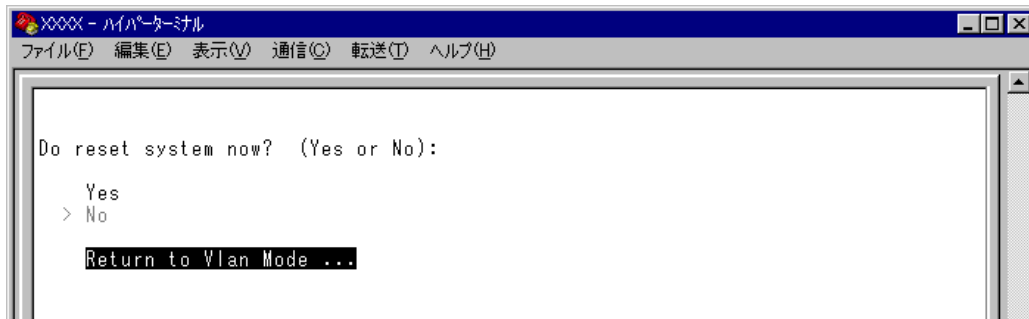 XXXX - ハイパーターミナル
ファイル(F) 編集(E) 表示(V) 通信(C) 転送(T) ヘルプ(H)
Do reset system now? (Yes or No):
Yes
> No
Return to Vlan Mode ...